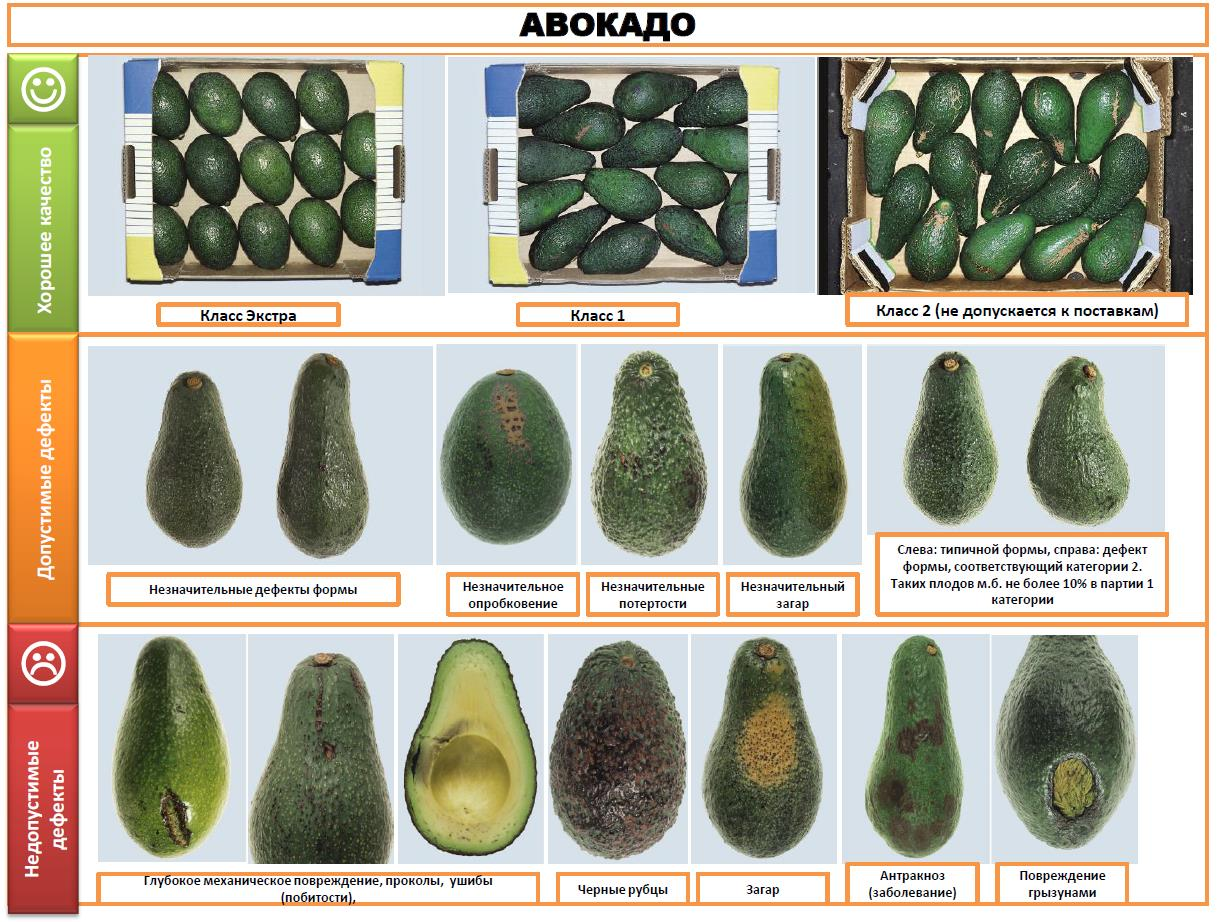 АВОКАДО
Хорошее качество
Класс Экстра
Класс 1
Класс 2 (не допускается к поставкам)
Допустимые дефекты
Незначительные дефекты формы
Незначительное
опробковение
Незначительные
потертости
Незначительный
загар
Слева: типичной формы, справа: дефект
формы, соответствующий категории 2.
Таких плодов м.б. не более 10% в партии 1
категории
Недопустимые
дефекты
Глубокое механическое повреждение, проколы, ушибы
(побитости),
Черные рубцы
Загар
Антракноз
(заболевание)
Повреждение
грызунами